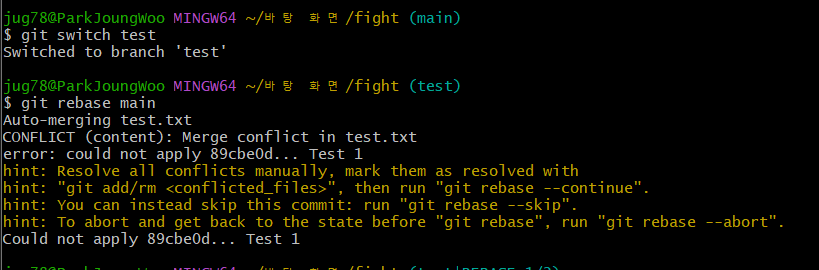 jug78@ParkJoungWoo MINGW64 ~/바탕 화면/fight (main)
$ git switch test
Switched to branch 'test'
jug78@ParkJoungWoo MINGW64 ~/바탕 화면/fight (test)
$ git rebase main
Auto-merging test.txt
CONFLICT (content): Merge conflict in test.txt
error: could not apply 89cbe0d... Test 1
hint: Resolve all conflicts manually, mark them as resolved with
hint: "git add/rm <conflicted_files>", then run "git rebase --continue".
hint: You can instead skip this commit: run "git rebase --skip".
hint: To abort and get back to the state before "git rebase", run "git rebase --abort".
Could not apply 89cbe0d... Test 1